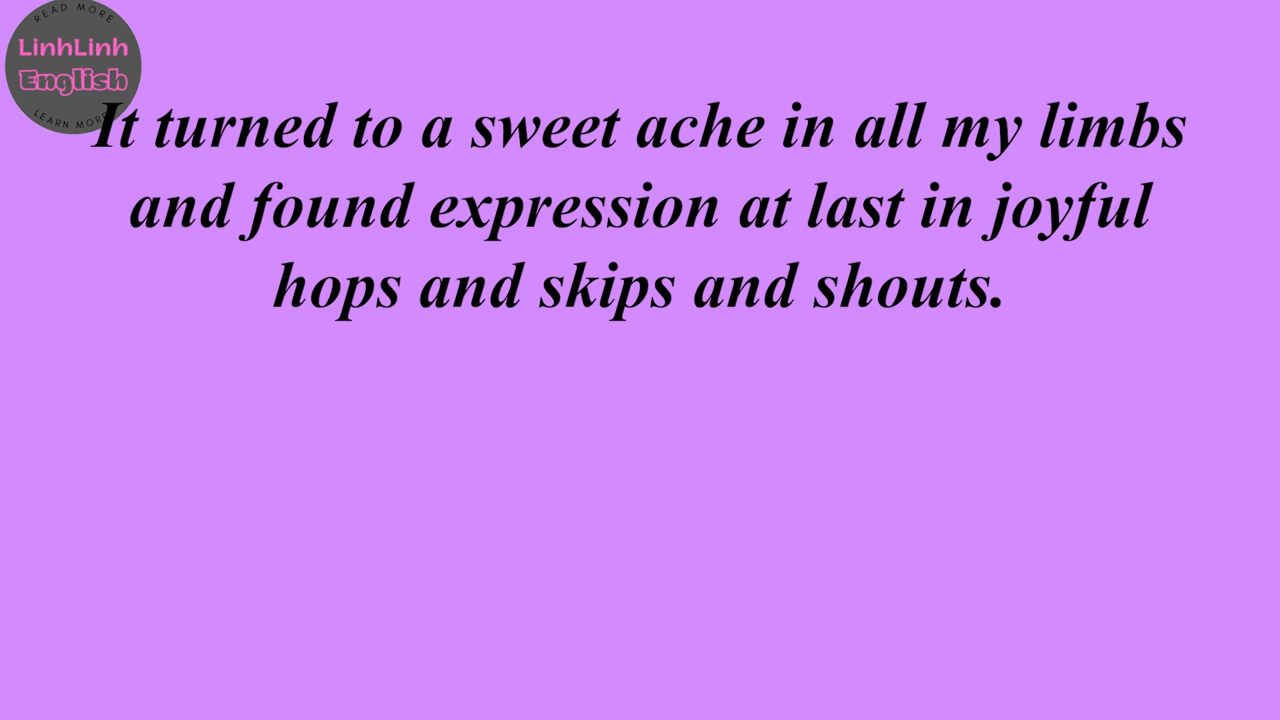 READ MORE
LinhLinh
English
LEARN MORE
It turned to a sweet ache in all my limbs
and found expression at last in joyful
hops and skips and shouts.